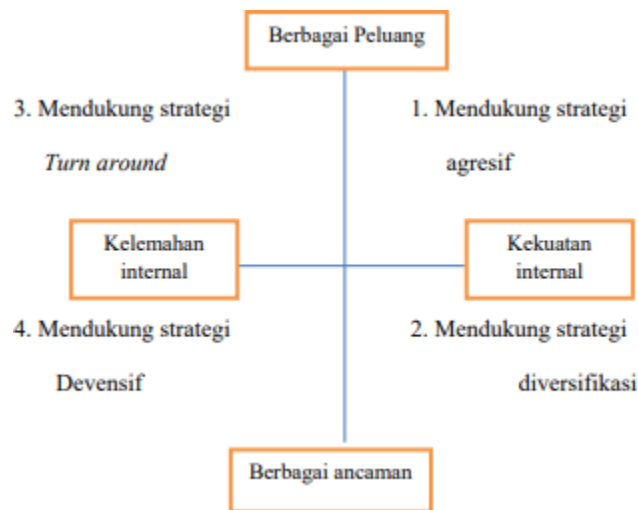 Berbagai Peluang
3. Mendukung strategi
Turn around
1. Mendukung strategi
agresif
Kelemahan
internal
Kekuatan
internal
4. Mendukung strategi
Devensif
2. Mendukung strategi
diversifikasi
Berbagai ancaman